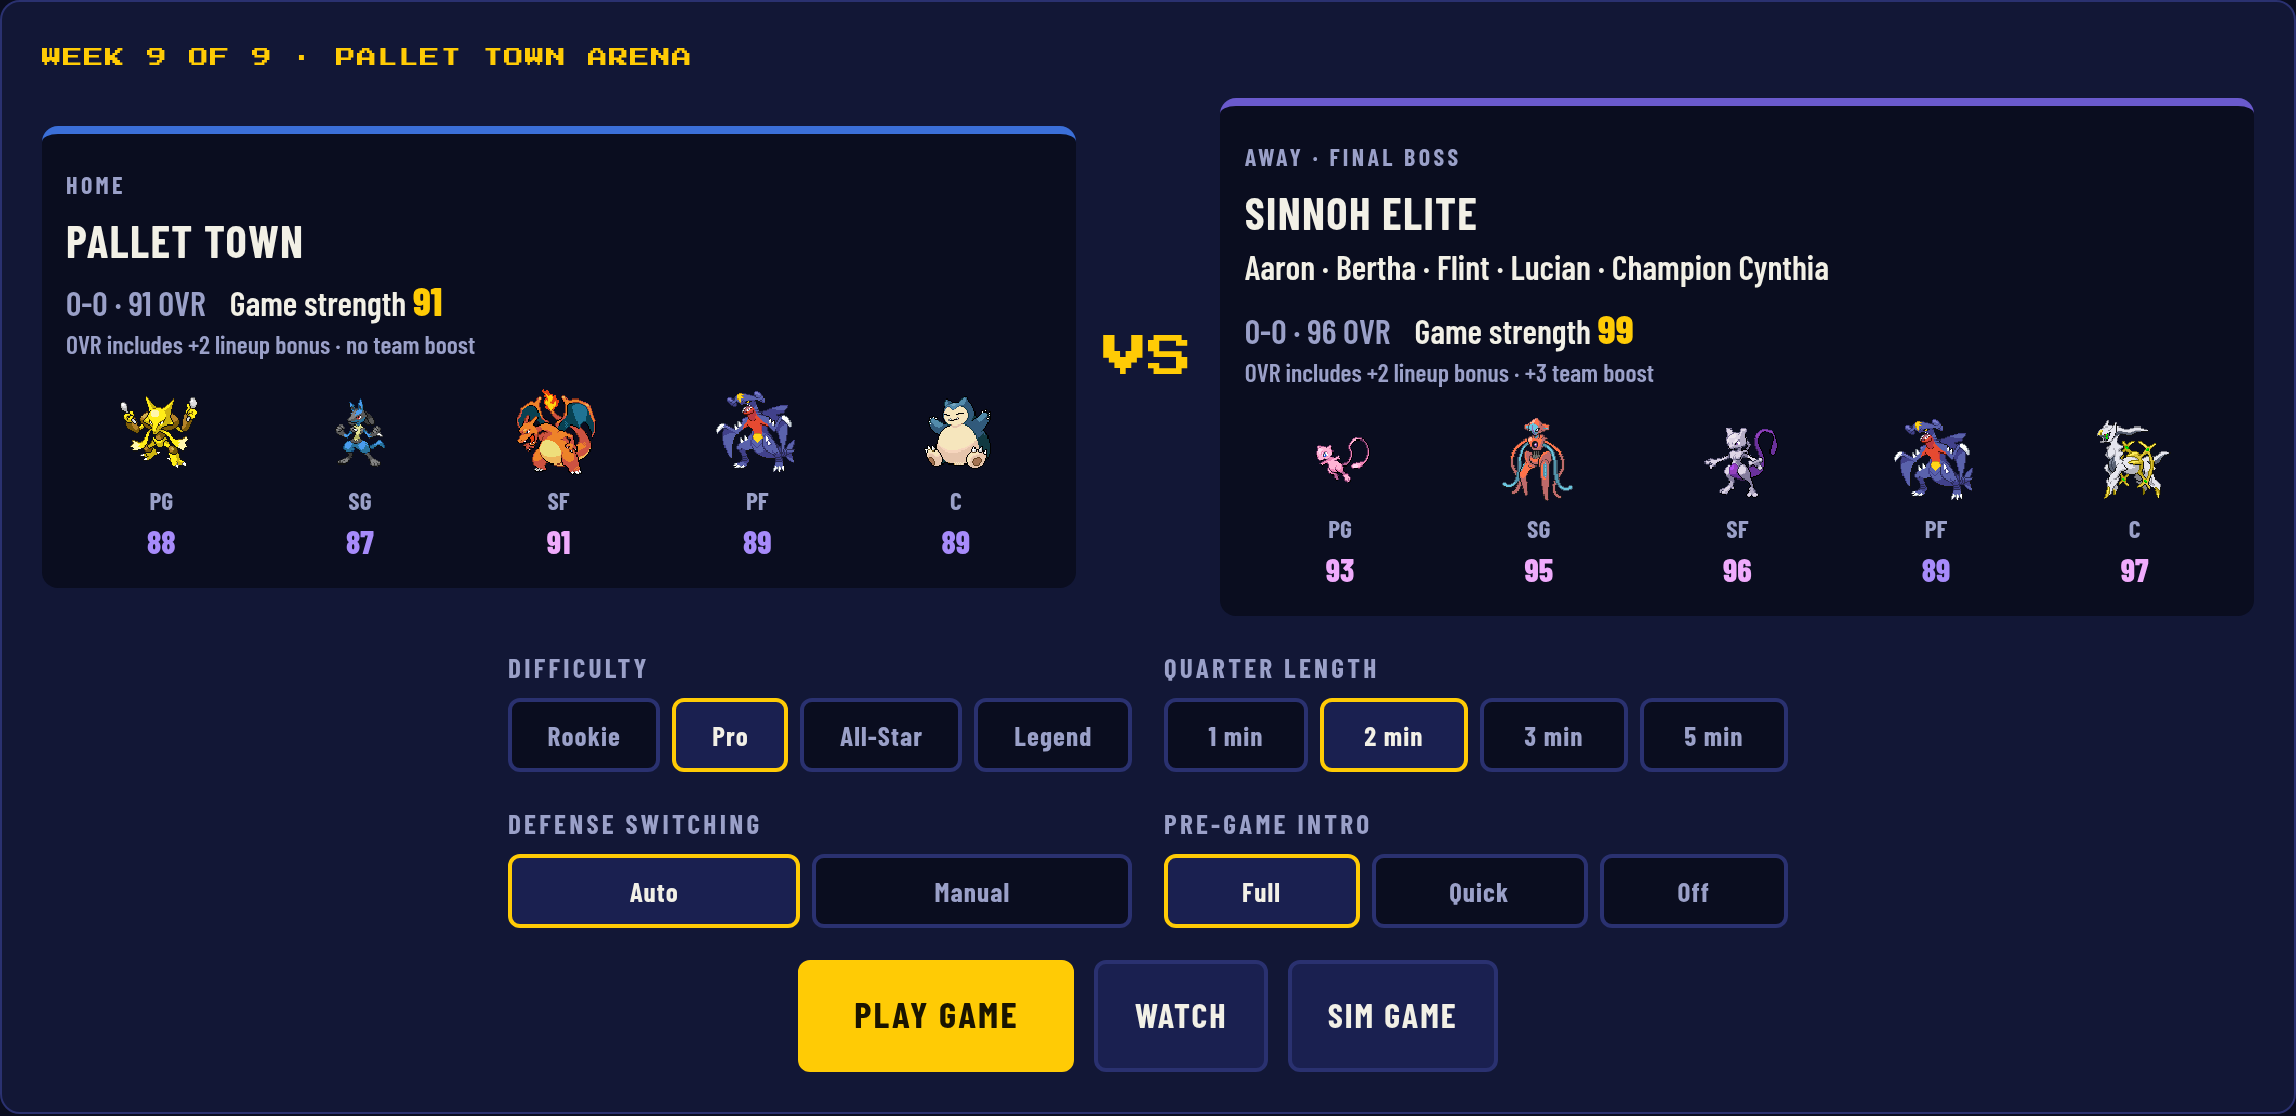 WEEK 9 OF 9 · PALLET TOWN ARENA
HOME
PALLET TOWN
0-0 · 91 OVR Game strength 91
OVR includes +2 lineup bonus · no team boost
PG SG SF PF C
88 87 91 89 89
VS
AWAY · FINAL BOSS
SINNOH ELITE
Aaron · Bertha · Flint · Lucian · Champion Cynthia
0-0 · 96 OVR Game strength 99
OVR includes +2 lineup bonus · +3 team boost
PG SG SF PF C
93 95 96 89 97
DIFFICULTY
Rookie Pro All-Star Legend
QUARTER LENGTH
1 min 2 min 3 min 5 min
DEFENSE SWITCHING
Auto Manual
PRE-GAME INTRO
Full Quick Off
PLAY GAME WATCH SIM GAME